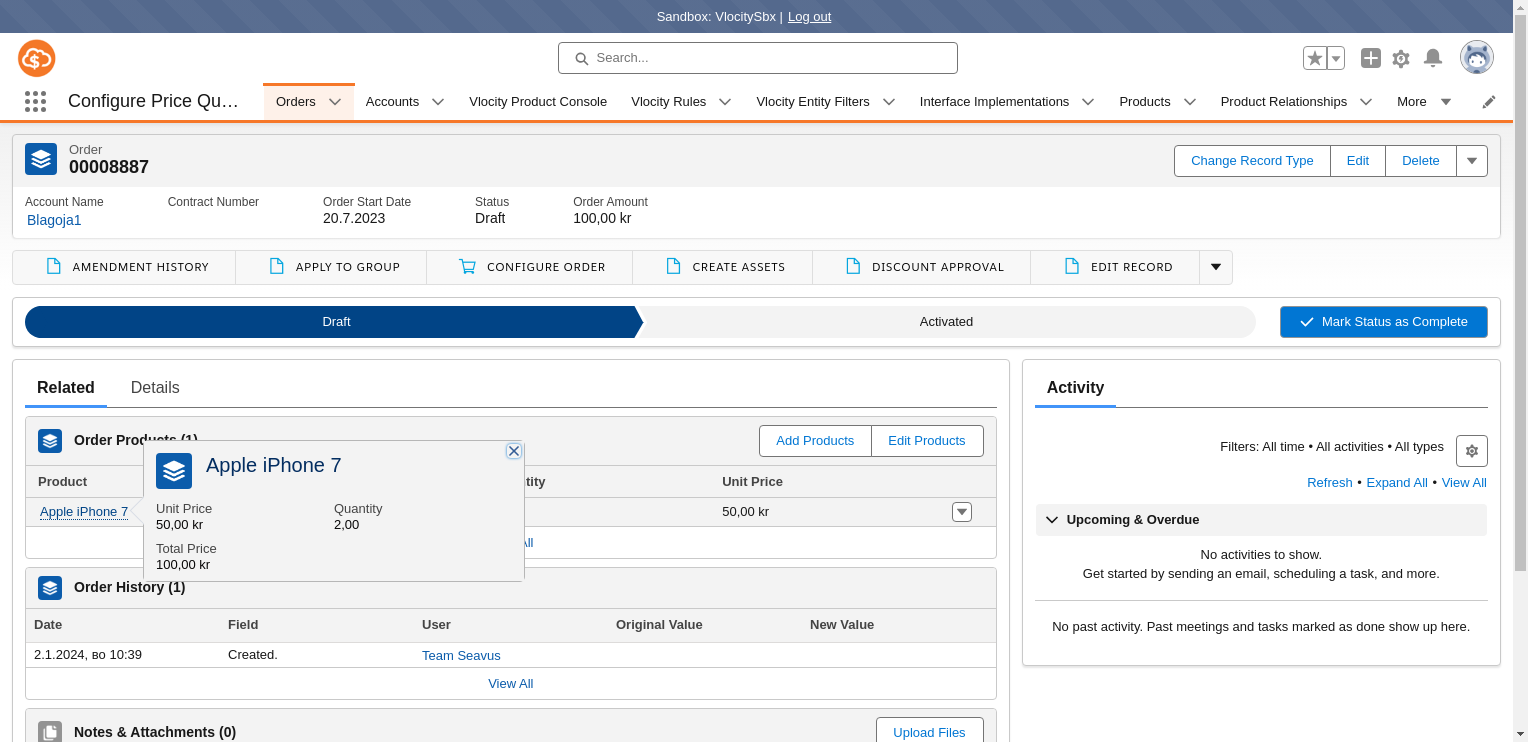 Sandbox: VlocitySbx | Log out
Search...
Configure Price Qu...
Orders
Accounts
Vlocity Product Console
Vlocity Rules
Vlocity Entity Filters
Interface Implementations
Products
Product Relationships
More
Order
00008887
Change Record Type
Edit
Delete
Account Name
Contract Number
Order Start Date
Status
Order Amount
Blagoja1
20.7.2023
Draft
100,00 kr
AMENDMENT HISTORY
APPLY TO GROUP
CONFIGURE ORDER
CREATE ASSETS
DISCOUNT APPROVAL
EDIT RECORD
Draft
Activated
Mark Status as Complete
Related
Details
Order Products (1)
Add Products
Edit Products
Product
tity
Unit Price
Apple iPhone 7
50,00 kr
All
Apple iPhone 7
Unit Price
Quantity
50,00 kr
2,00
Total Price
100,00 kr
Order History (1)
Date
Field
User
Original Value
New Value
2.1.2024, во 10:39
Created.
Team Seavus
View All
Notes & Attachments (0)
Upload Files
Activity
Filters: All time • All activities • All types
Refresh • Expand All • View All
Upcoming & Overdue
No activities to show.
Get started by sending an email, scheduling a task, and more.
No past activity. Past meetings and tasks marked as done show up here.